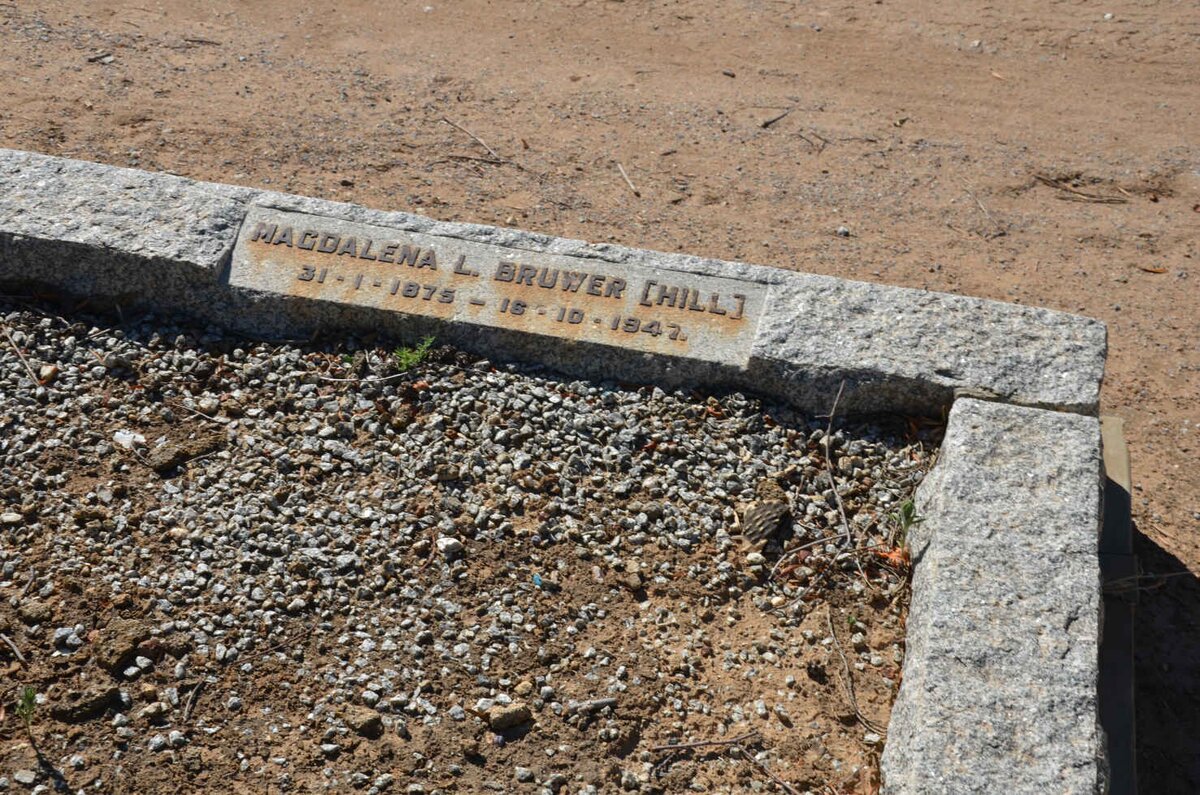 MAGDALENA L. BRUWER [HILL]
31 · 1 · 1875 – 16 · 10 · 1947.